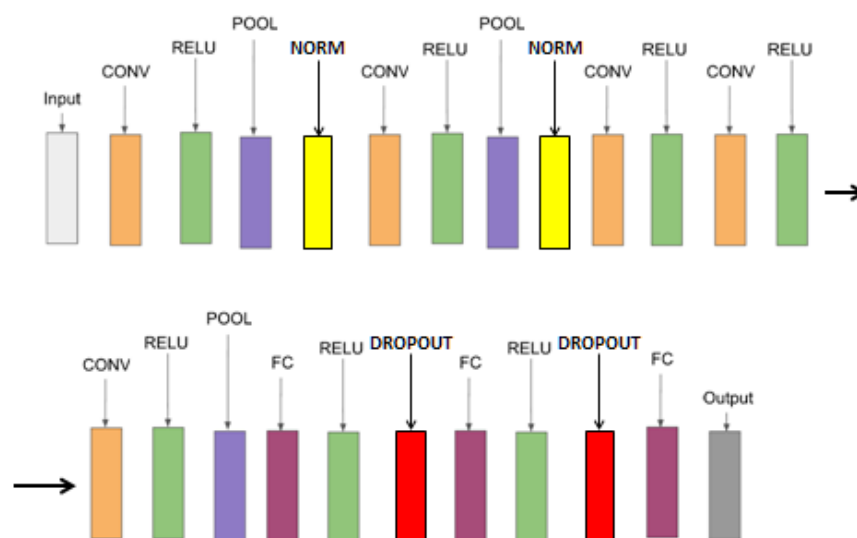 Input
CONV
RELU
POOL
NORM
CONV
RELU
POOL
NORM
CONV
RELU
CONV
RELU
CONV
RELU
POOL
FC
RELU
DROPOUT
FC
RELU
DROPOUT
FC
Output